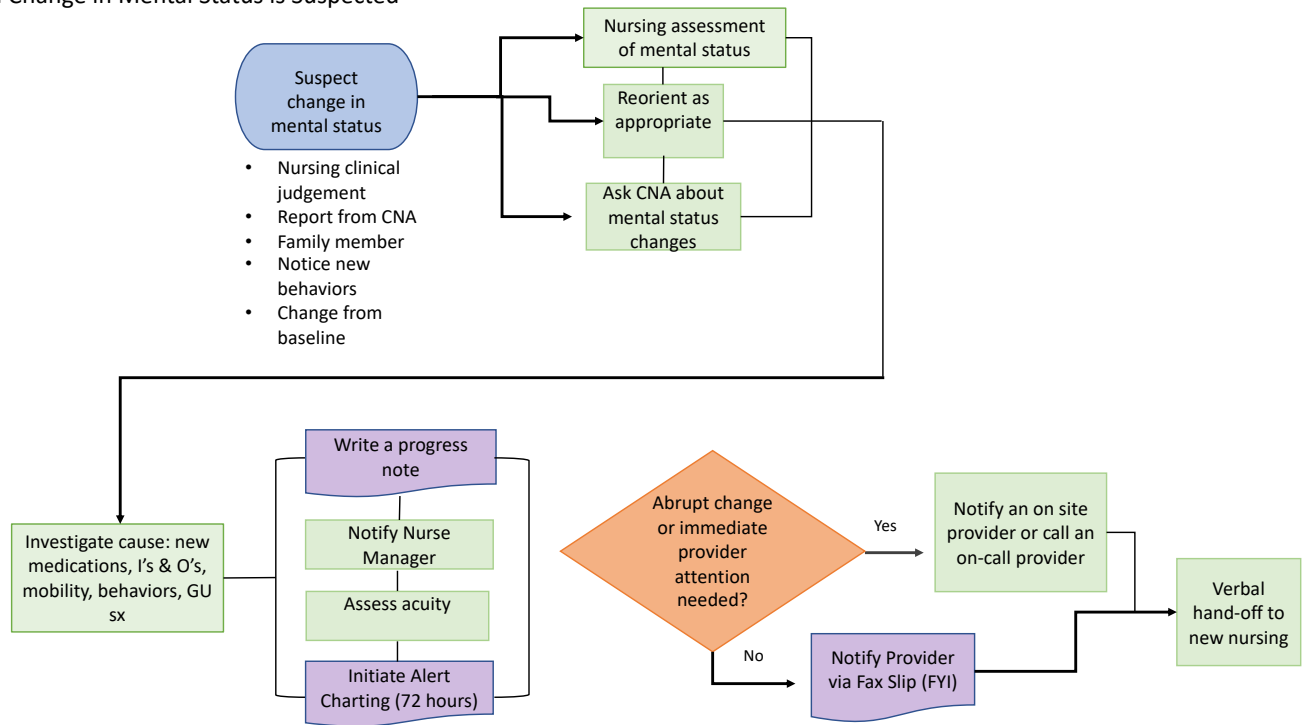 Change in Mental Status is Suspected
Suspect
change in
mental status
• Nursing clinical
judgement
• Report from CNA
• Family member
• Notice new
behaviors
• Change from
baseline
Nursing assessment
of mental status
Reorient as
appropriate
Ask CNA about
mental status
changes
Investigate cause: new
medications, I's & O's,
mobility, behaviors, GU
sx
Write a progress
note
Notify Nurse
Manager
Assess acuity
Initiate Alert
Charting (72 hours)
Abrupt change
or immediate
provider
attention
needed?
Yes
Notify an on site
provider or call an
on-call provider
No
Notify Provider
via Fax Slip (FYI)
Verbal
hand-off to
new nursing